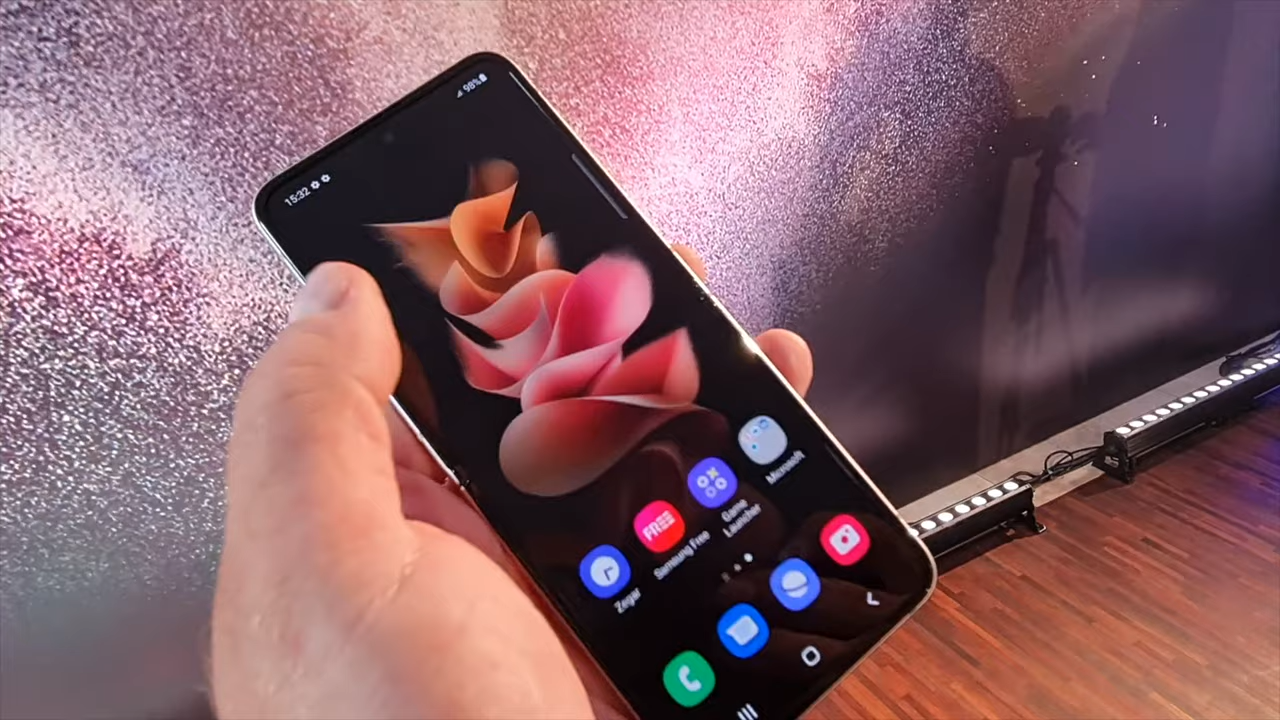 15:32
98%
Zegar
Samsung Free
Game
Launcher
Microsoft
FREE